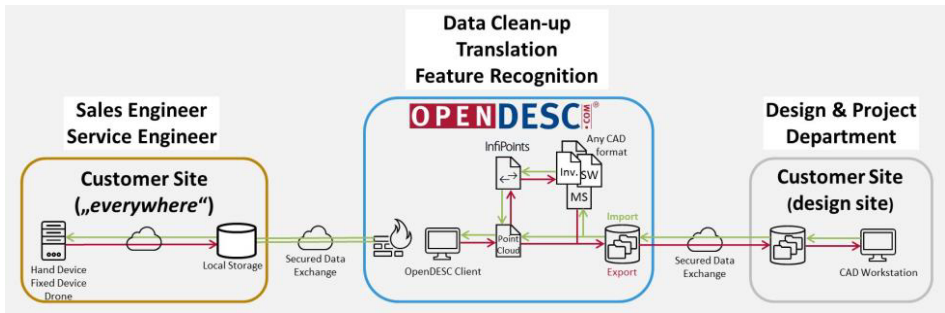 Data Clean-up
Translation
Feature Recognition
Sales Engineer
Service Engineer
OPENDESC.COM®
Design & Project
Department
Customer Site
(„everywhere“)
InfiPoints
Any CAD
format
Inv.
SW
MS
Customer Site
(design site)
Import
Point
Cloud
Hand Device
Fixed Device
Drone
Local Storage
Secured Data
Exchange
OpenDESC Client
Export
Secured Data
Exchange
CAD Workstation